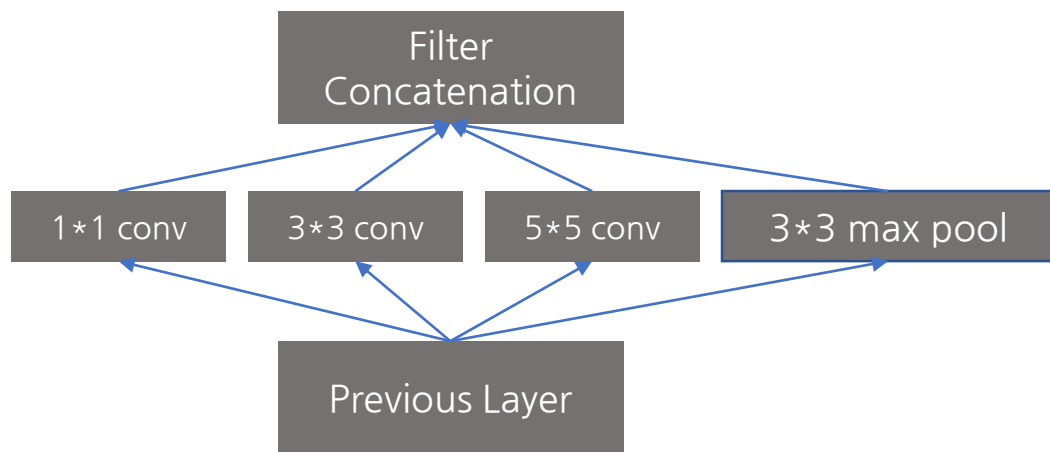 Filter
Concatenation
1*1 conv
3*3 conv
5*5 conv
3*3 max pool
Previous Layer